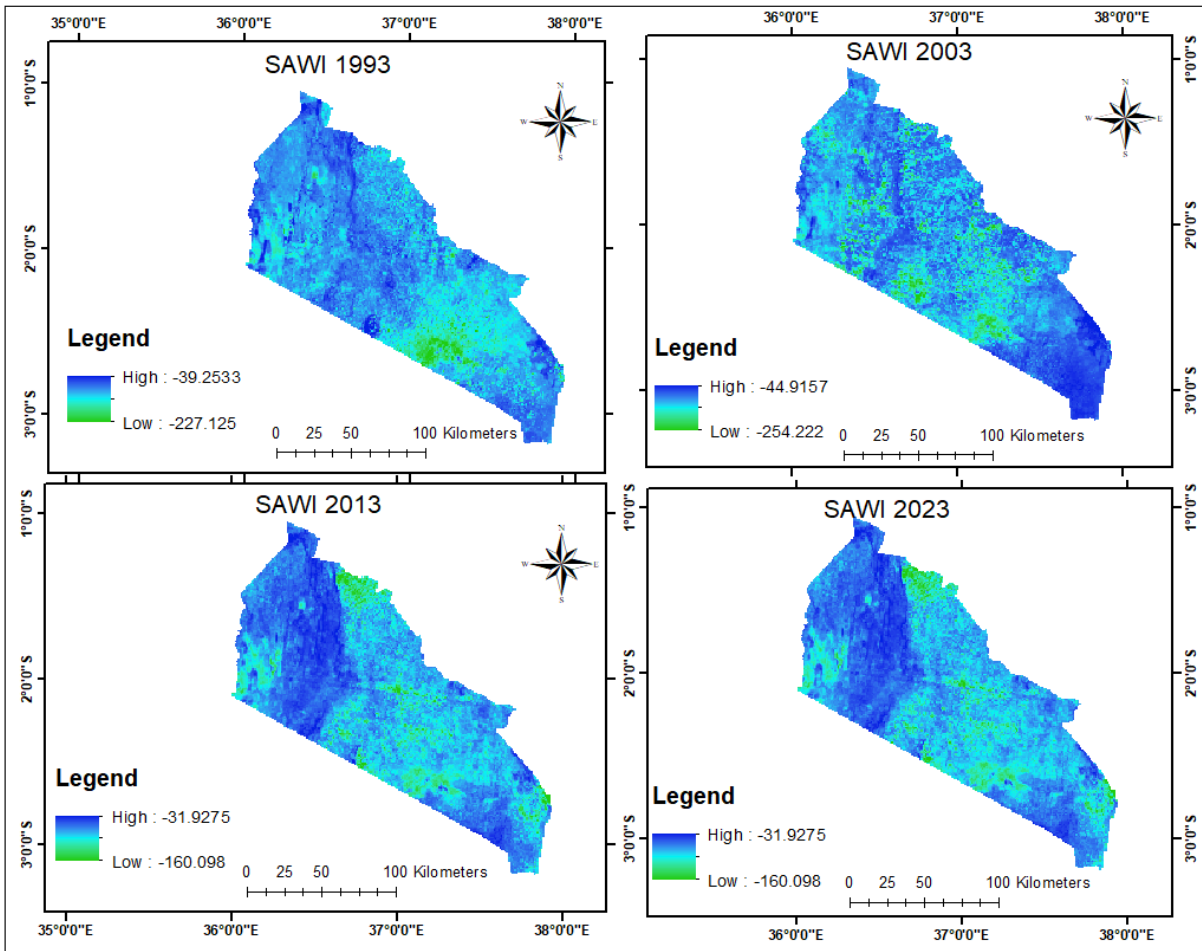 35°0'0"E 36°0'0"E 37°0'0"E 38°0'0"E
36°0'0"E 37°0'0"E 38°0'0"E
SAWI 1993
N
W E
S
1°0'0"S
2°0'0"S
3°0'0"S
Legend
High : -39.2533
Low : -227.125
0 25 50 100 Kilometers
SAWI 2003
N
W E
S
1°0'0"S
2°0'0"S
3°0'0"S
Legend
High : -44.9157
Low : -254.222
0 25 50 100 Kilometers
SAWI 2013
N
W E
S
1°0'0"S
2°0'0"S
3°0'0"S
Legend
High : -31.9275
Low : -160.098
0 25 50 100 Kilometers
SAWI 2023
1°0'0"S
2°0'0"S
3°0'0"S
Legend
High : -31.9275
Low : -160.098
0 25 50 100 Kilometers
35°0'0"E 36°0'0"E 37°0'0"E 38°0'0"E
36°0'0"E 37°0'0"E 38°0'0"E